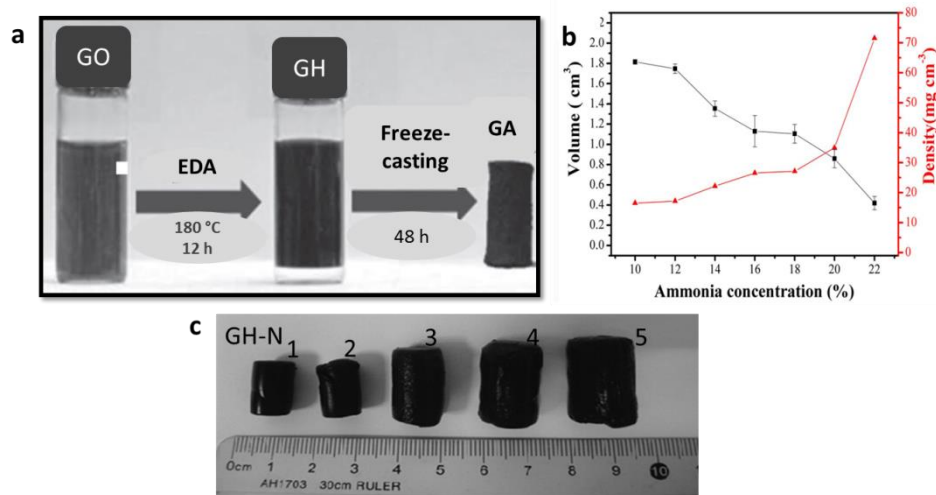 a
GO
EDA
180 °C
12 h
GH
Freeze-
casting
48 h
GA
b
Volume ( cm³)
2
1.8
1.6
1.4
1.2
1.0
0.8
0.6
0.4
0.2
0.0
10 12 14 16 18 20 22
Ammonia concentration (%)
80
70
60
50
40
30
20
10
0
Density(mg cm⁻³)
c
GH-N
1 2 3 4 5
0cm 1 2 3 4 5 6 7 8 9 10
AH1703 30cm RULER